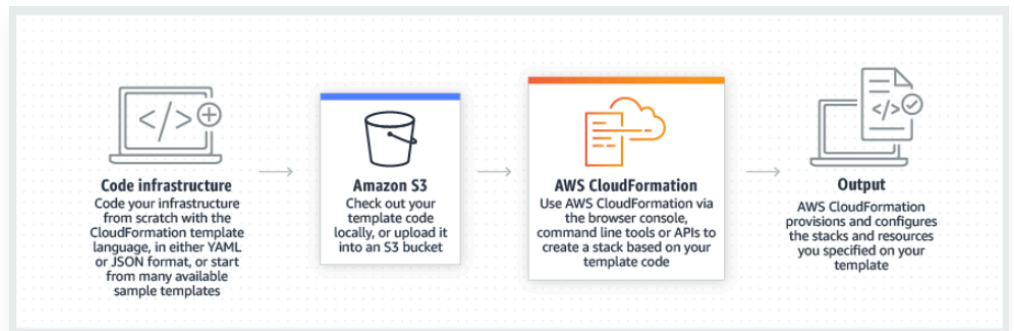 </>
</>
Code infrastructure
Code your infrastructure
from scratch with the
CloudFormation template
language, in either YAML
or JSON format, or start
from many available
sample templates
Amazon S3
Check out your
template code
locally, or upload it
into an S3 bucket
AWS CloudFormation
Use AWS CloudFormation via
the browser console,
command line tools or APIs to
create a stack based on your
template code
Output
AWS CloudFormation
provisions and configures
the stacks and resources
you specified on your
template